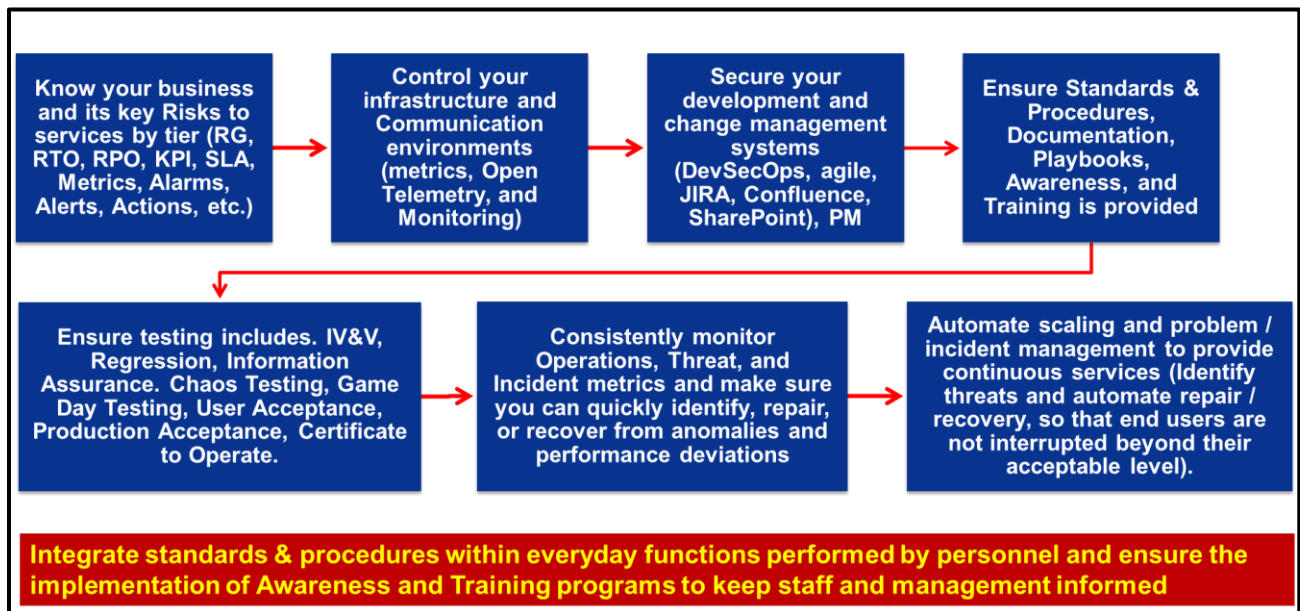 Know your business
and its key Risks to
services by tier (RG,
RTO, RPO, KPI, SLA,
Metrics, Alarms,
Alerts, Actions, etc.)
Control your
infrastructure and
Communication
environments
(metrics, Open
Telemetry, and
Monitoring)
Secure your
development and
change management
systems
(DevSecOps, agile,
JIRA, Confluence,
SharePoint), PM
Ensure Standards &
Procedures,
Documentation,
Playbooks,
Awareness, and
Training is provided
Ensure testing includes. IV&V,
Regression, Information
Assurance. Chaos Testing, Game
Day Testing, User Acceptance,
Production Acceptance, Certificate
to Operate.
Consistently monitor
Operations, Threat, and
Incident metrics and make sure
you can quickly identify, repair,
or recover from anomalies and
performance deviations
Automate scaling and problem /
incident management to provide
continuous services (Identify
threats and automate repair /
recovery, so that end users are
not interrupted beyond their
acceptable level).
Integrate standards & procedures within everyday functions performed by personnel and ensure the
implementation of Awareness and Training programs to keep staff and management informed